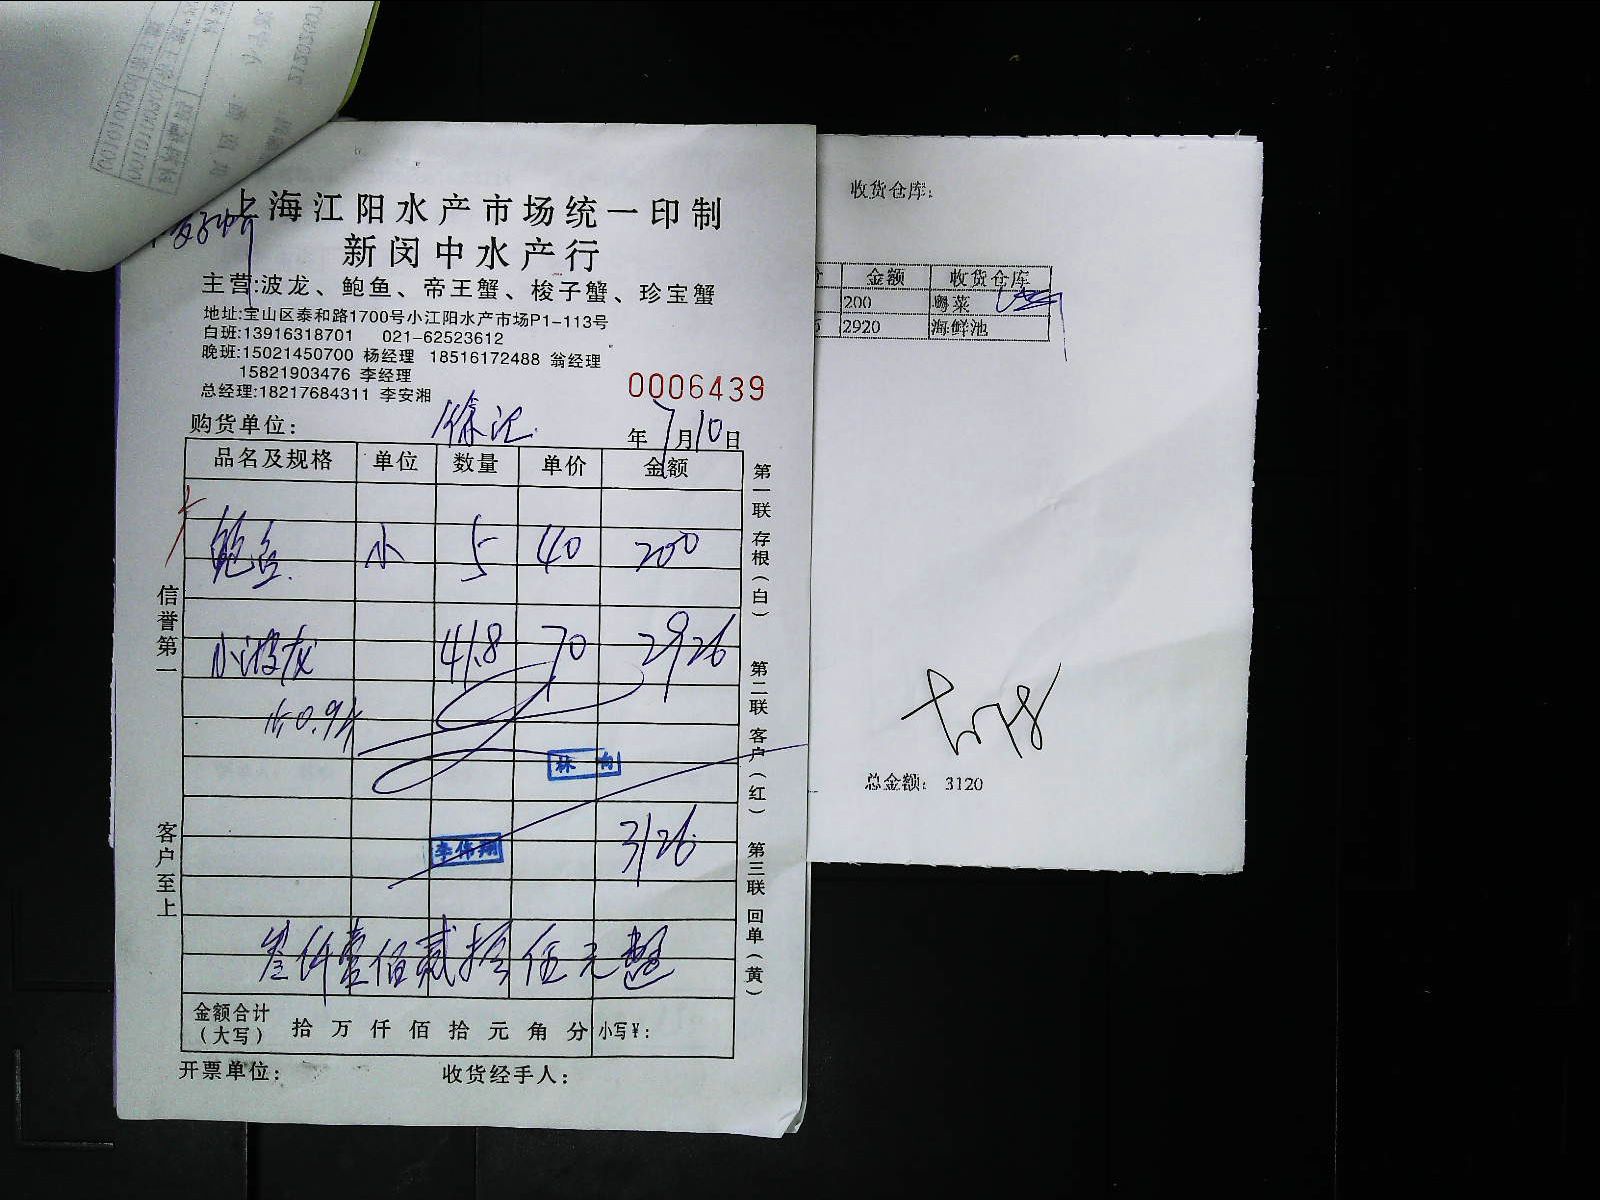 上海江阳水产市场统一印制
新闵中水产行
主营:波龙、鲍鱼、帝王蟹、梭子蟹、珍宝蟹
地址:宝山区泰和路1700号小江阳水产市场P1-113号
白班:13916318701 021-62523612
晚班:15021450700 杨经理 18516172488 翁经理
15821903476 李经理
总经理:18217684311 李安湘
0006439
购货单位: 徐汇 年 7月10日
品名及规格 单位 数量 单价 金额
鲍鱼 小 5 40 200
小波龙 41.8 70 2926
0.9
林
李伟翔
3126
叁仟壹佰贰拾伍元整
金额合计
(大写) 拾 万 仟 佰 拾 元 角 分 小写¥:
开票单位: 收货经手人:
信誉第一
客户至上
第一联 存根(白)
第二联 客户(红)
第三联 回单(黄)
收货仓库:
金额 收货仓库
200 粤菜
2920 海鲜池
总金额: 3120